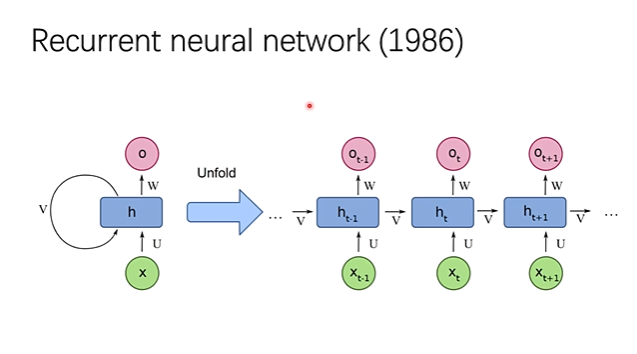 Recurrent neural network (1986)
o
W
V
h
U
x
Unfold
...
V
o_{t-1}
W
h_{t-1}
U
x_{t-1}
V
o_t
W
h_t
U
x_t
V
o_{t+1}
W
h_{t+1}
U
x_{t+1}
V
...